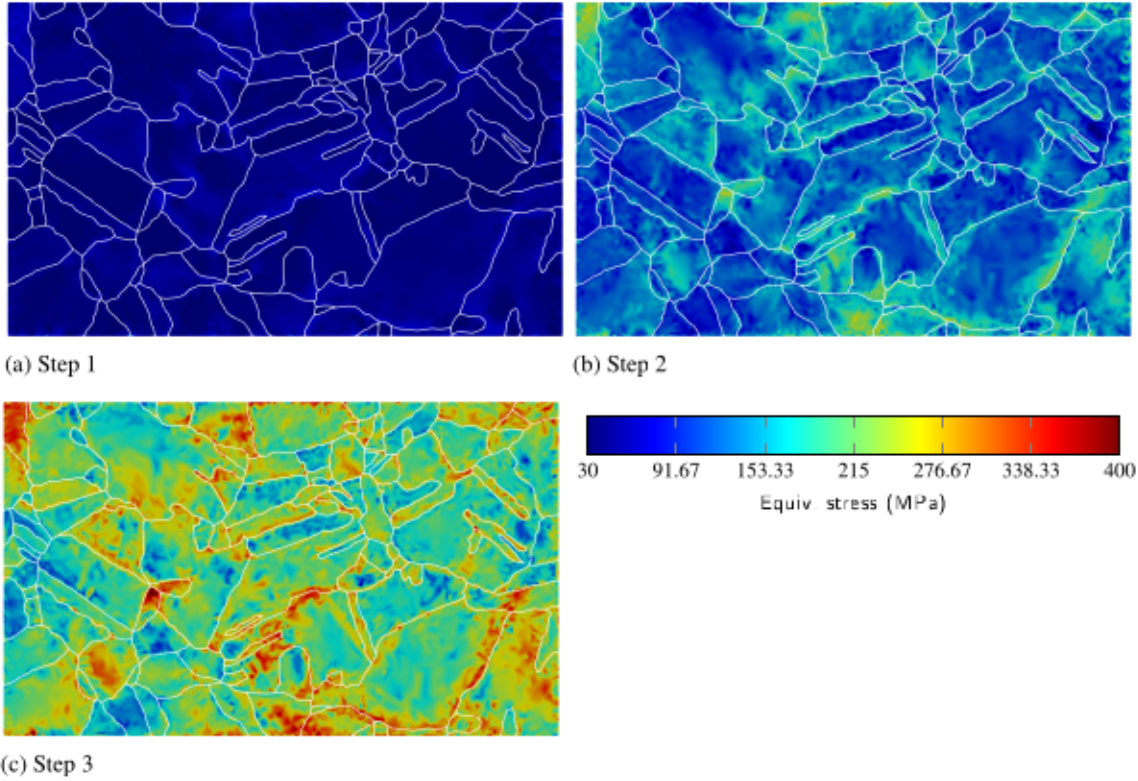 (a) Step 1
(b) Step 2
30 91.67 153.33 215 276.67 338.33 400
Equiv. stress (MPa)
(c) Step 3